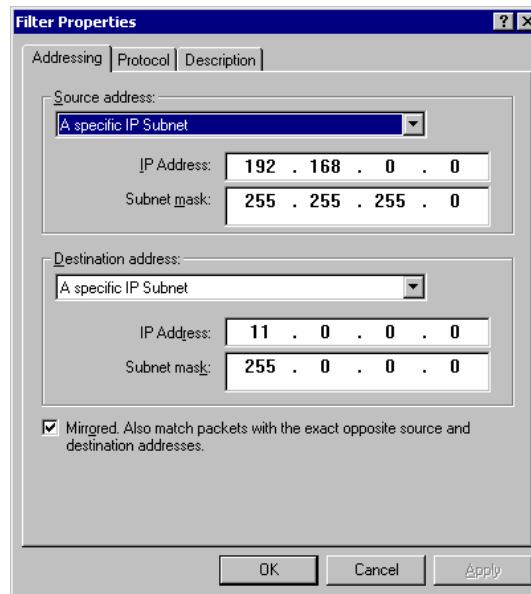 Filter Properties
Addressing Protocol Description
Source address:
A specific IP Subnet
IP Address: 192 . 168 . 0 . 0
Subnet mask: 255 . 255 . 255 . 0
Destination address:
A specific IP Subnet
IP Address: 11 . 0 . 0 . 0
Subnet mask: 255 . 0 . 0 . 0
Mirrored. Also match packets with the exact opposite source and
destination addresses.
OK Cancel Apply